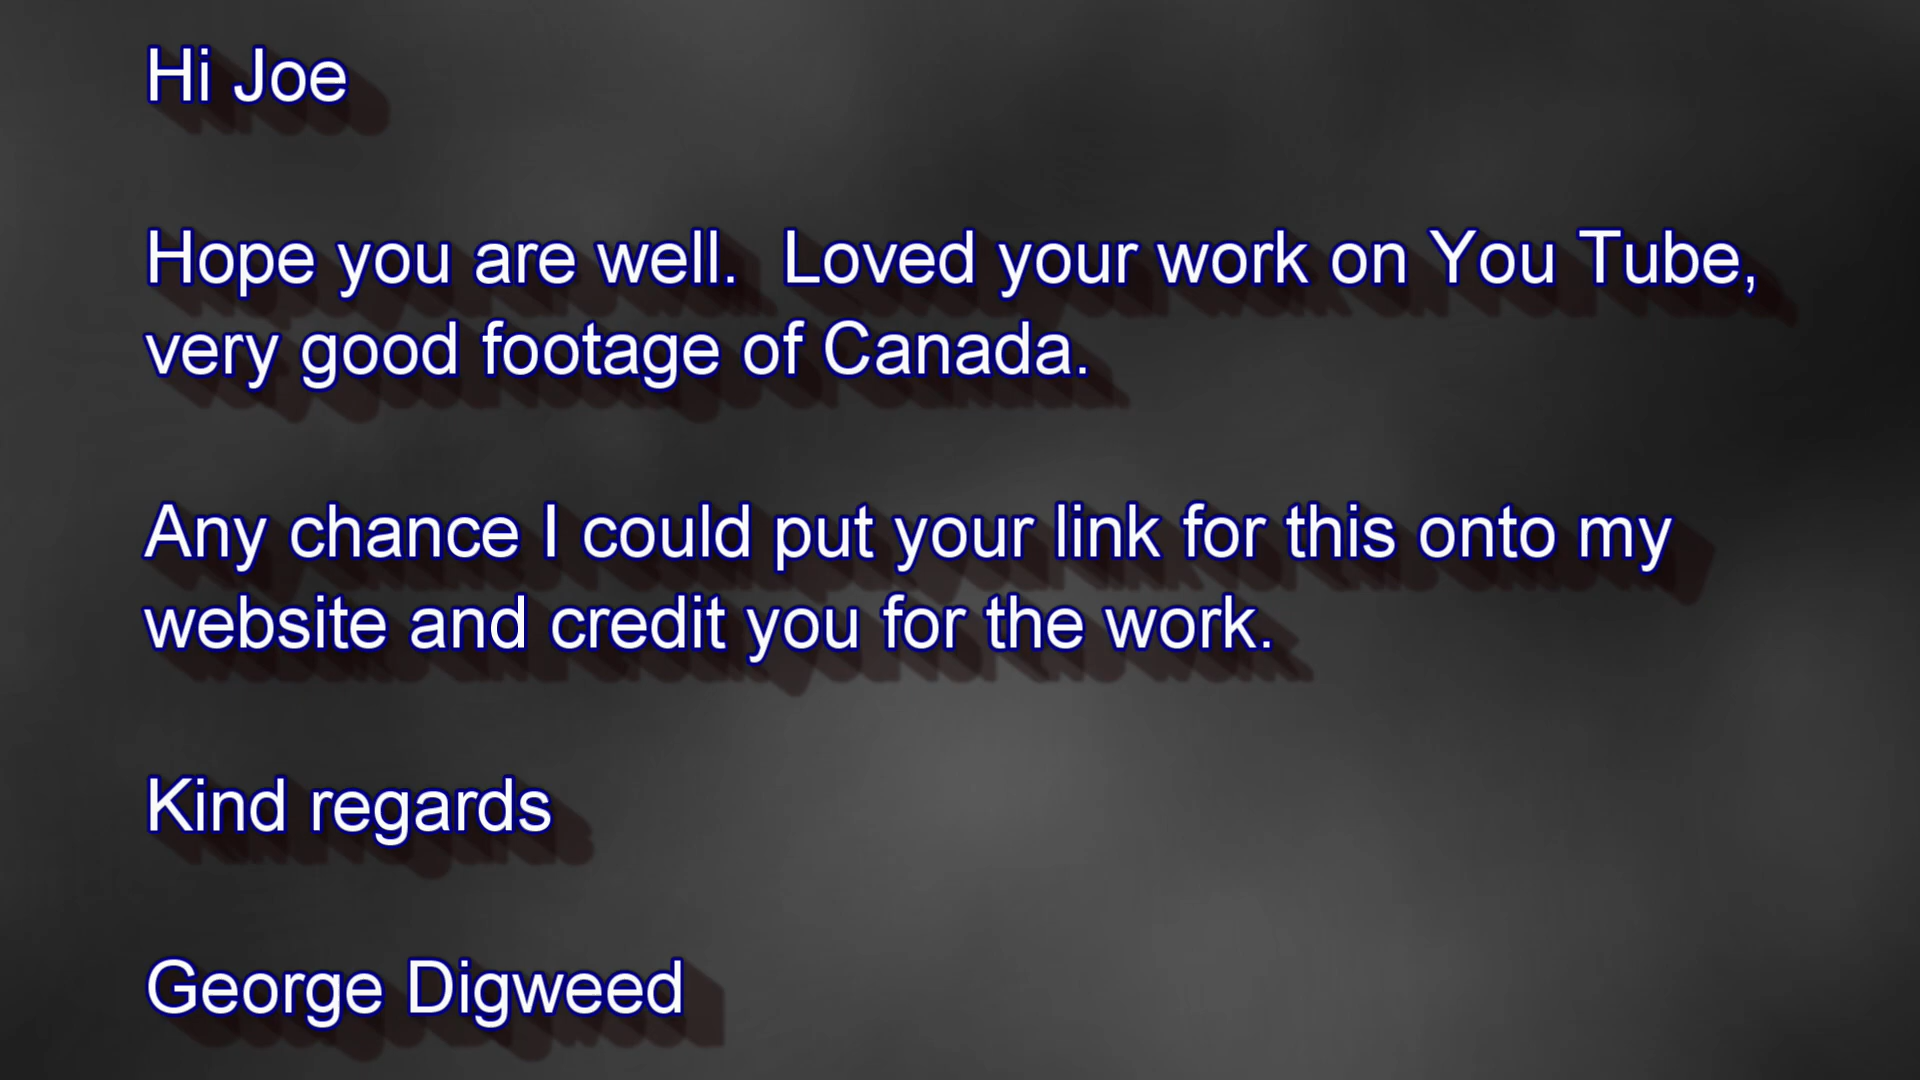 Hi Joe
Hope you are well.  Loved your work on You Tube,
very good footage of Canada.
Any chance I could put your link for this onto my
website and credit you for the work.
Kind regards
George Digweed